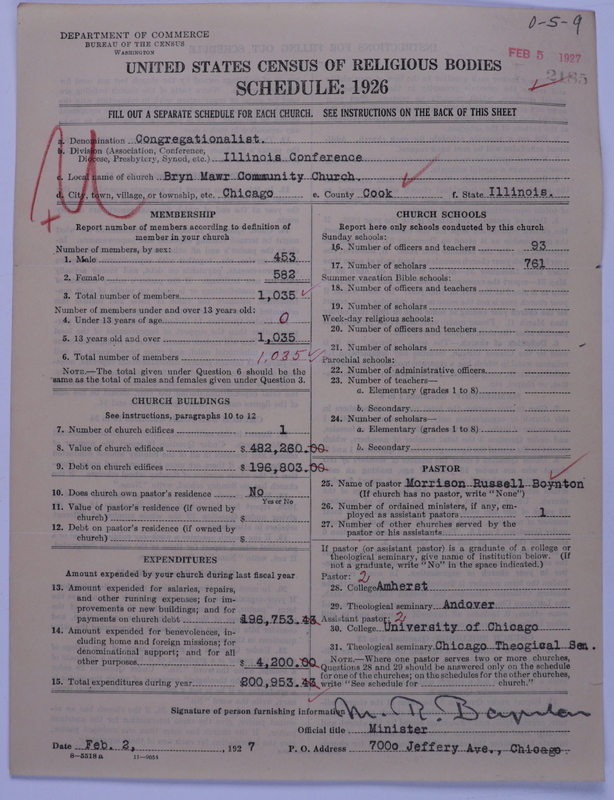 0-5-9
DEPARTMENT OF COMMERCE
BUREAU OF THE CENSUS
WASHINGTON
FEB 5 1927
2185
UNITED STATES CENSUS OF RELIGIOUS BODIES
SCHEDULE: 1926
FILL OUT A SEPARATE SCHEDULE FOR EACH CHURCH. SEE INSTRUCTIONS ON THE BACK OF THIS SHEET
a. Denomination Congregationalist.
b. Division (Association, Conference, Diocese, Presbytery, Synod, etc.) Illinois Conference
c. Local name of church Bryn Mawr Community Church.
d. City, town, village, or township, etc. Chicago e. County Cook f. State Illinois.
MEMBERSHIP
Report number of members according to definition of
member in your church
Number of members, by sex:
1. Male 453
2. Female 582
3. Total number of members 1,035
Number of members under and over 13 years old:
4. Under 13 years of age 0
5. 13 years old and over 1,035
6. Total number of members 1,035
NOTE.—The total given under Question 6 should be
same as the total of males and females given under Question 3.
CHURCH BUILDINGS
See instructions, paragraphs 10 to 12
7. Number of church edifices 1
8. Value of church edifices $ 482,260.00
9. Debt on church edifices $ 196,803.00
10. Does church own pastor's residence No
Yes or No
11. Value of pastor's residence (if owned by
church) $
12. Debt on pastor's residence (if owned by
church) $
EXPENDITURES
Amount expended by your church during last fiscal year
13. Amount expended for salaries, repairs,
and other running expenses; for im-
provements or new buildings; and for
payments on church debt 196,753.43
14. Amount expended for benevolences, in-
cluding home and foreign missions; for
denominational support; and for all
other purposes $ 4,200.00
15. Total expenditures during year 200,953.43
CHURCH SCHOOLS
Report here only schools conducted by this church
Sunday schools:
16. Number of officers and teachers 93
17. Number of scholars 761
Summer vacation Bible schools:
18. Number of officers and teachers
19. Number of scholars
Week-day religious schools:
20. Number of officers and teachers
21. Number of scholars
Parochial schools:
22. Number of administrative officers
23. Number of teachers—
a. Elementary (grades 1 to 8)
b. Secondary
24. Number of scholars—
a. Elementary (grades 1 to 8)
b. Secondary
PASTOR
25. Name of pastor Morrison Russell Boynton
(If church has no pastor, write "None")
26. Number of ordained ministers, if any, em-
ployed as assistant pastors 1
27. Number of other churches served by the
pastor or his assistants
If pastor (or assistant pastor) is a graduate of a college or
theological seminary, give name of institution below. (If
not a graduate, write "No" in the space indicated.)
Pastor: 2
28. College Amherst
29. Theological seminary Andover
Assistant pastor: 2
30. College University of Chicago
31. Theological seminary Chicago Theogical Sem.
NOTE.—Where one pastor serves two or more churches,
Questions 28 and 29 should be answered only on the schedule
for one of the churches; on the schedules for the other churches,
write "See schedule for church."
Signature of person furnishing information M. R. Boynton
Official title Minister
Date Feb. 2, , 1927 P. O. Address 7000 Jeffery Ave., Chicago
8-5518a 11-9054